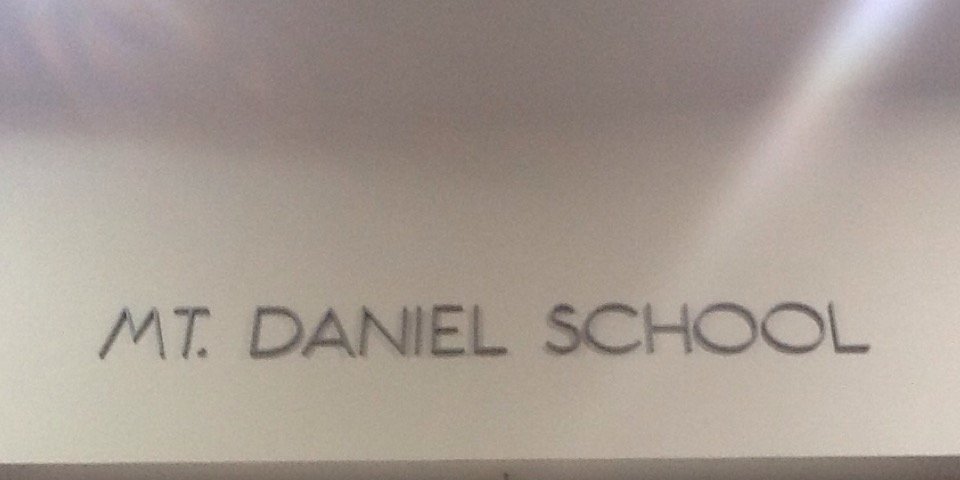 MT. DANIEL SCHOOL